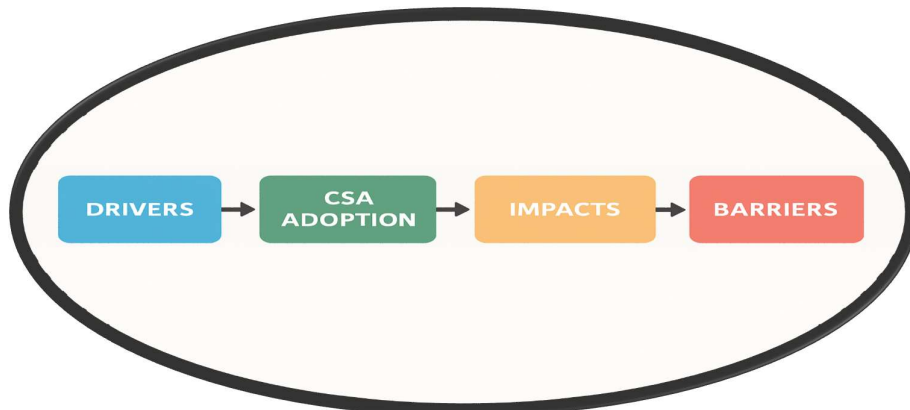 DRIVERS
CSA
ADOPTION
IMPACTS
BARRIERS